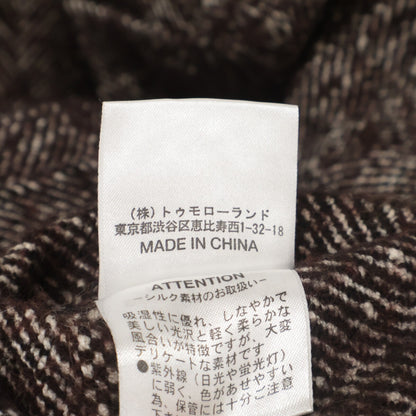 (株)トゥモローランド
東京都渋谷区恵比寿西1-32-18
MADE IN CHINA
ATTENTION
ーシルク素材のお取扱いー
吸湿性に優れ、しなやかで
美しい光沢と軽く柔らかな
風合いが特徴ですが、大変
デリケートな素材です。
●紫外線(日光や蛍光灯)
に弱く、色があせやすい
為、保管には十分ご注意